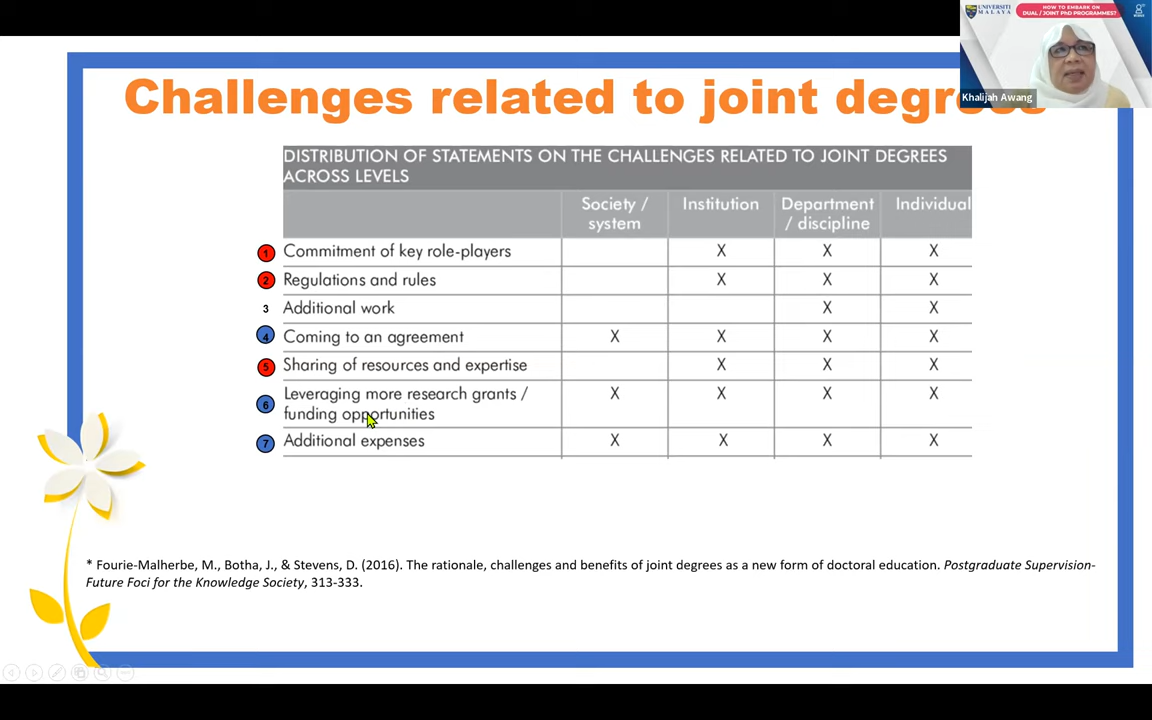 UNIVERSITI
MALAYA
HOW TO EMBARK ON
DUAL / JOINT PhD PROGRAMMES?
Khalijah Awang
Challenges related to joint degrees
DISTRIBUTION OF STATEMENTS ON THE CHALLENGES RELATED TO JOINT DEGREES
ACROSS LEVELS
Society / Institution Department Individual
system / discipline
1 Commitment of key role-players X X X
2 Regulations and rules X X X
3 Additional work X X
4 Coming to an agreement X X X X
5 Sharing of resources and expertise X X X
6 Leveraging more research grants / X X X X
funding opportunities
7 Additional expenses X X X X
* Fourie-Malherbe, M., Botha, J., & Stevens, D. (2016). The rationale, challenges and benefits of joint degrees as a new form of doctoral education. Postgraduate Supervision-
Future Foci for the Knowledge Society, 313-333.